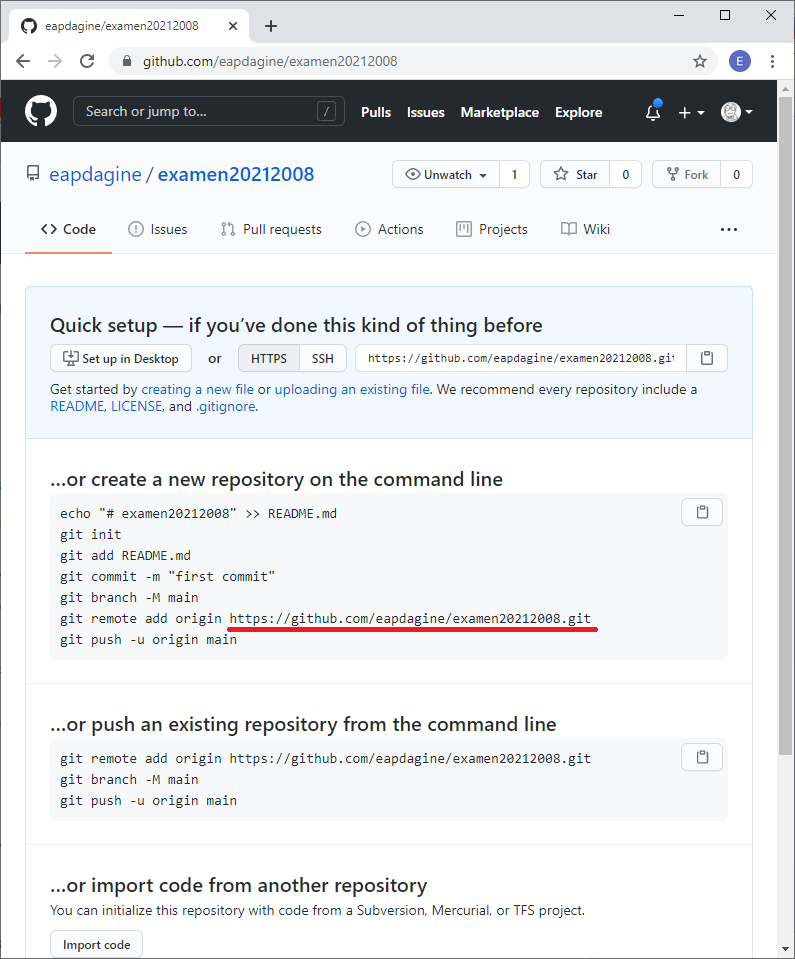 eapdagine/examen20212008
github.com/eapdagine/examen20212008
E
Search or jump to...
/
Pulls Issues Marketplace Explore
eapdagine / examen20212008
Unwatch 1 Star 0 Fork 0
<> Code Issues Pull requests Actions Projects Wiki ...
Quick setup — if you’ve done this kind of thing before
Set up in Desktop or HTTPS SSH https://github.com/eapdagine/examen20212008.git
Get started by creating a new file or uploading an existing file. We recommend every repository include a
README, LICENSE, and .gitignore.
…or create a new repository on the command line
echo "# examen20212008" >> README.md
git init
git add README.md
git commit -m "first commit"
git branch -M main
git remote add origin https://github.com/eapdagine/examen20212008.git
git push -u origin main
…or push an existing repository from the command line
git remote add origin https://github.com/eapdagine/examen20212008.git
git branch -M main
git push -u origin main
…or import code from another repository
You can initialize this repository with code from a Subversion, Mercurial, or TFS project.
Import code